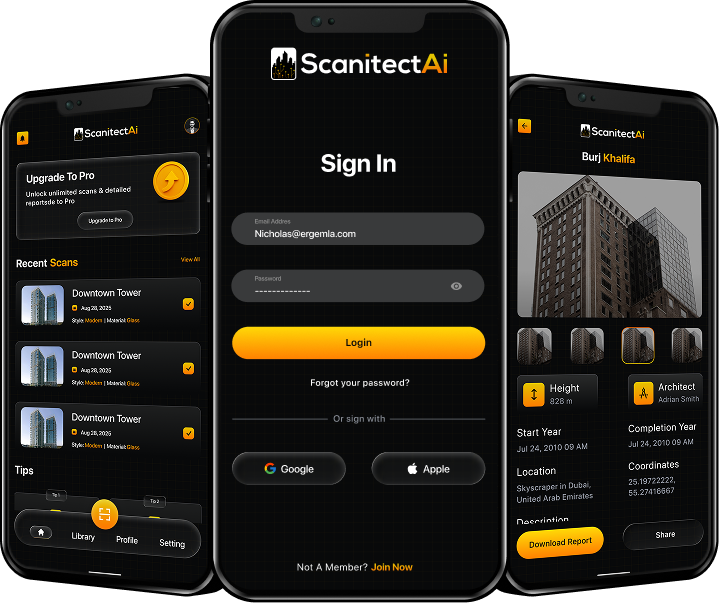 ScanitectAi
Upgrade To Pro
Unlock unlimited scans & detailed
reportsde to Pro
Upgrade to Pro
Recent Scans
View All
Downtown Tower
Aug 28, 2025
Style: Modern | Material: Glass
Downtown Tower
Aug 28, 2025
Style: Modern | Material: Glass
Downtown Tower
Aug 28, 2025
Style: Modern | Material: Glass
Tips
Tip 1
Tip 2
Library
Profile
Setting
ScanitectAi
Sign In
Email Addres
Nicholas@ergemla.com
Password
-------------
Login
Forgot your password?
Or sign with
Google
Apple
Not A Member? Join Now
ScanitectAi
Burj Khalifa
Height
828 m
Architect
Adrian Smith
Start Year
Jul 24, 2010 09 AM
Completion Year
Jul 24, 2010 09 AM
Location
Skyscraper in Dubai,
United Arab Emirates
Coordinates
25.19722222,
55.27416667
Description
Download Report
Share